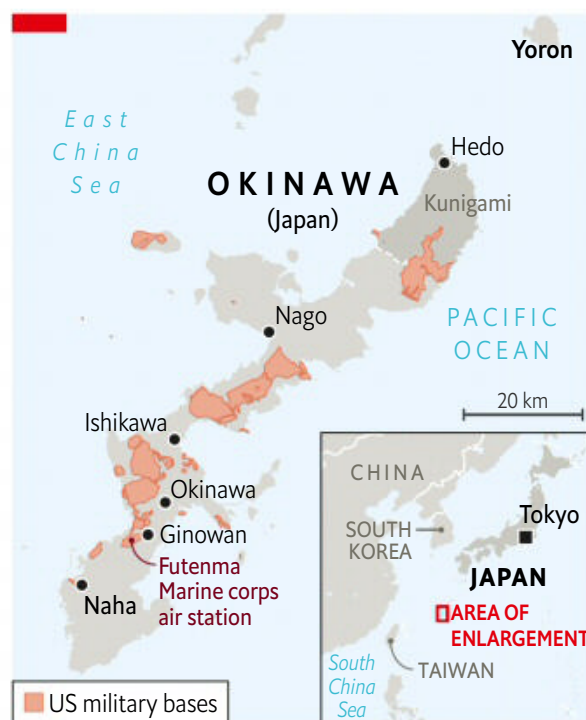 Yoron
East
China
Sea
Hedo
OKINAWA
(Japan)
Kunigami
Nago
PACIFIC
OCEAN
20 km
Ishikawa
Okinawa
Ginowan
Futenma
Marine corps
air station
Naha
US military bases
CHINA
SOUTH
KOREA
Tokyo
JAPAN
AREA OF
ENLARGEMENT
TAIWAN
South
China
Sea